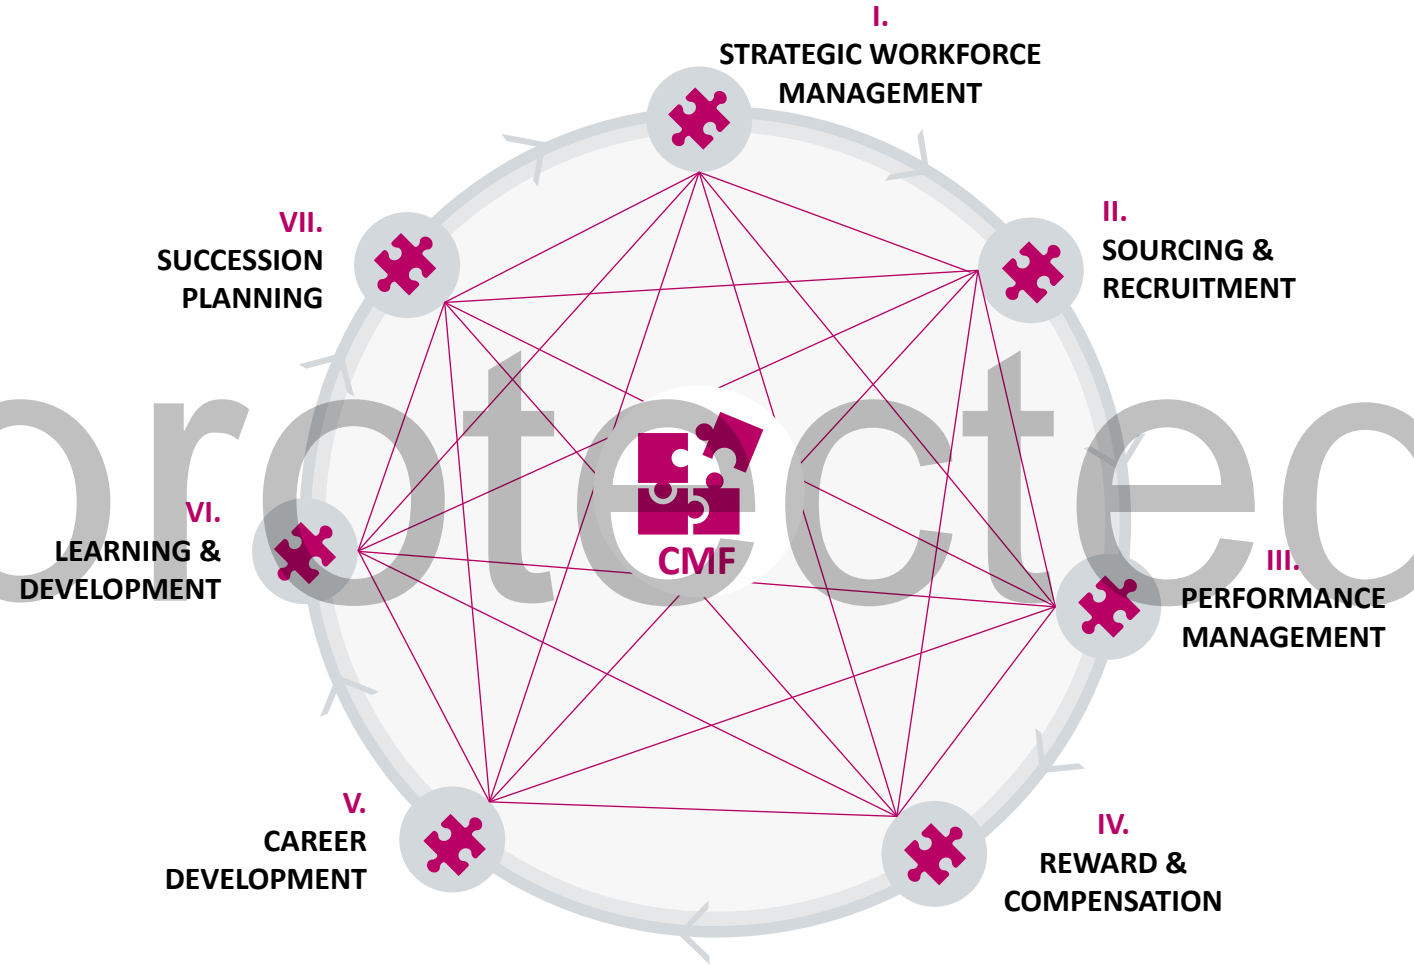 I.
STRATEGIC WORKFORCE
MANAGEMENT
II.
SOURCING &
RECRUITMENT
III.
PERFORMANCE
MANAGEMENT
IV.
REWARD &
COMPENSATION
V.
CAREER
DEVELOPMENT
VI.
LEARNING &
DEVELOPMENT
VII.
SUCCESSION
PLANNING
CMF
protected